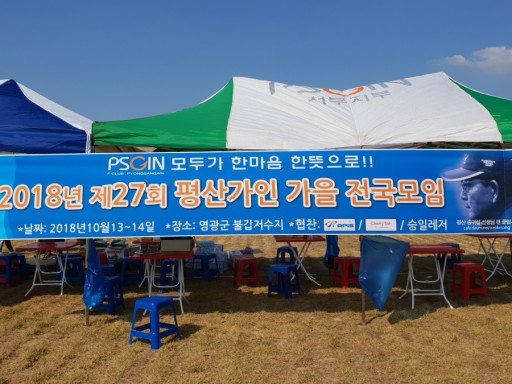 PSGIN
서부지부
PSGIN 모두가 한마음 한뜻으로!!
2018년 제27회 평산가인 가을 전국모임
*날짜: 2018년10월13~14일 *장소: 영광군 불갑저수지 *협찬: / / / 승일레저